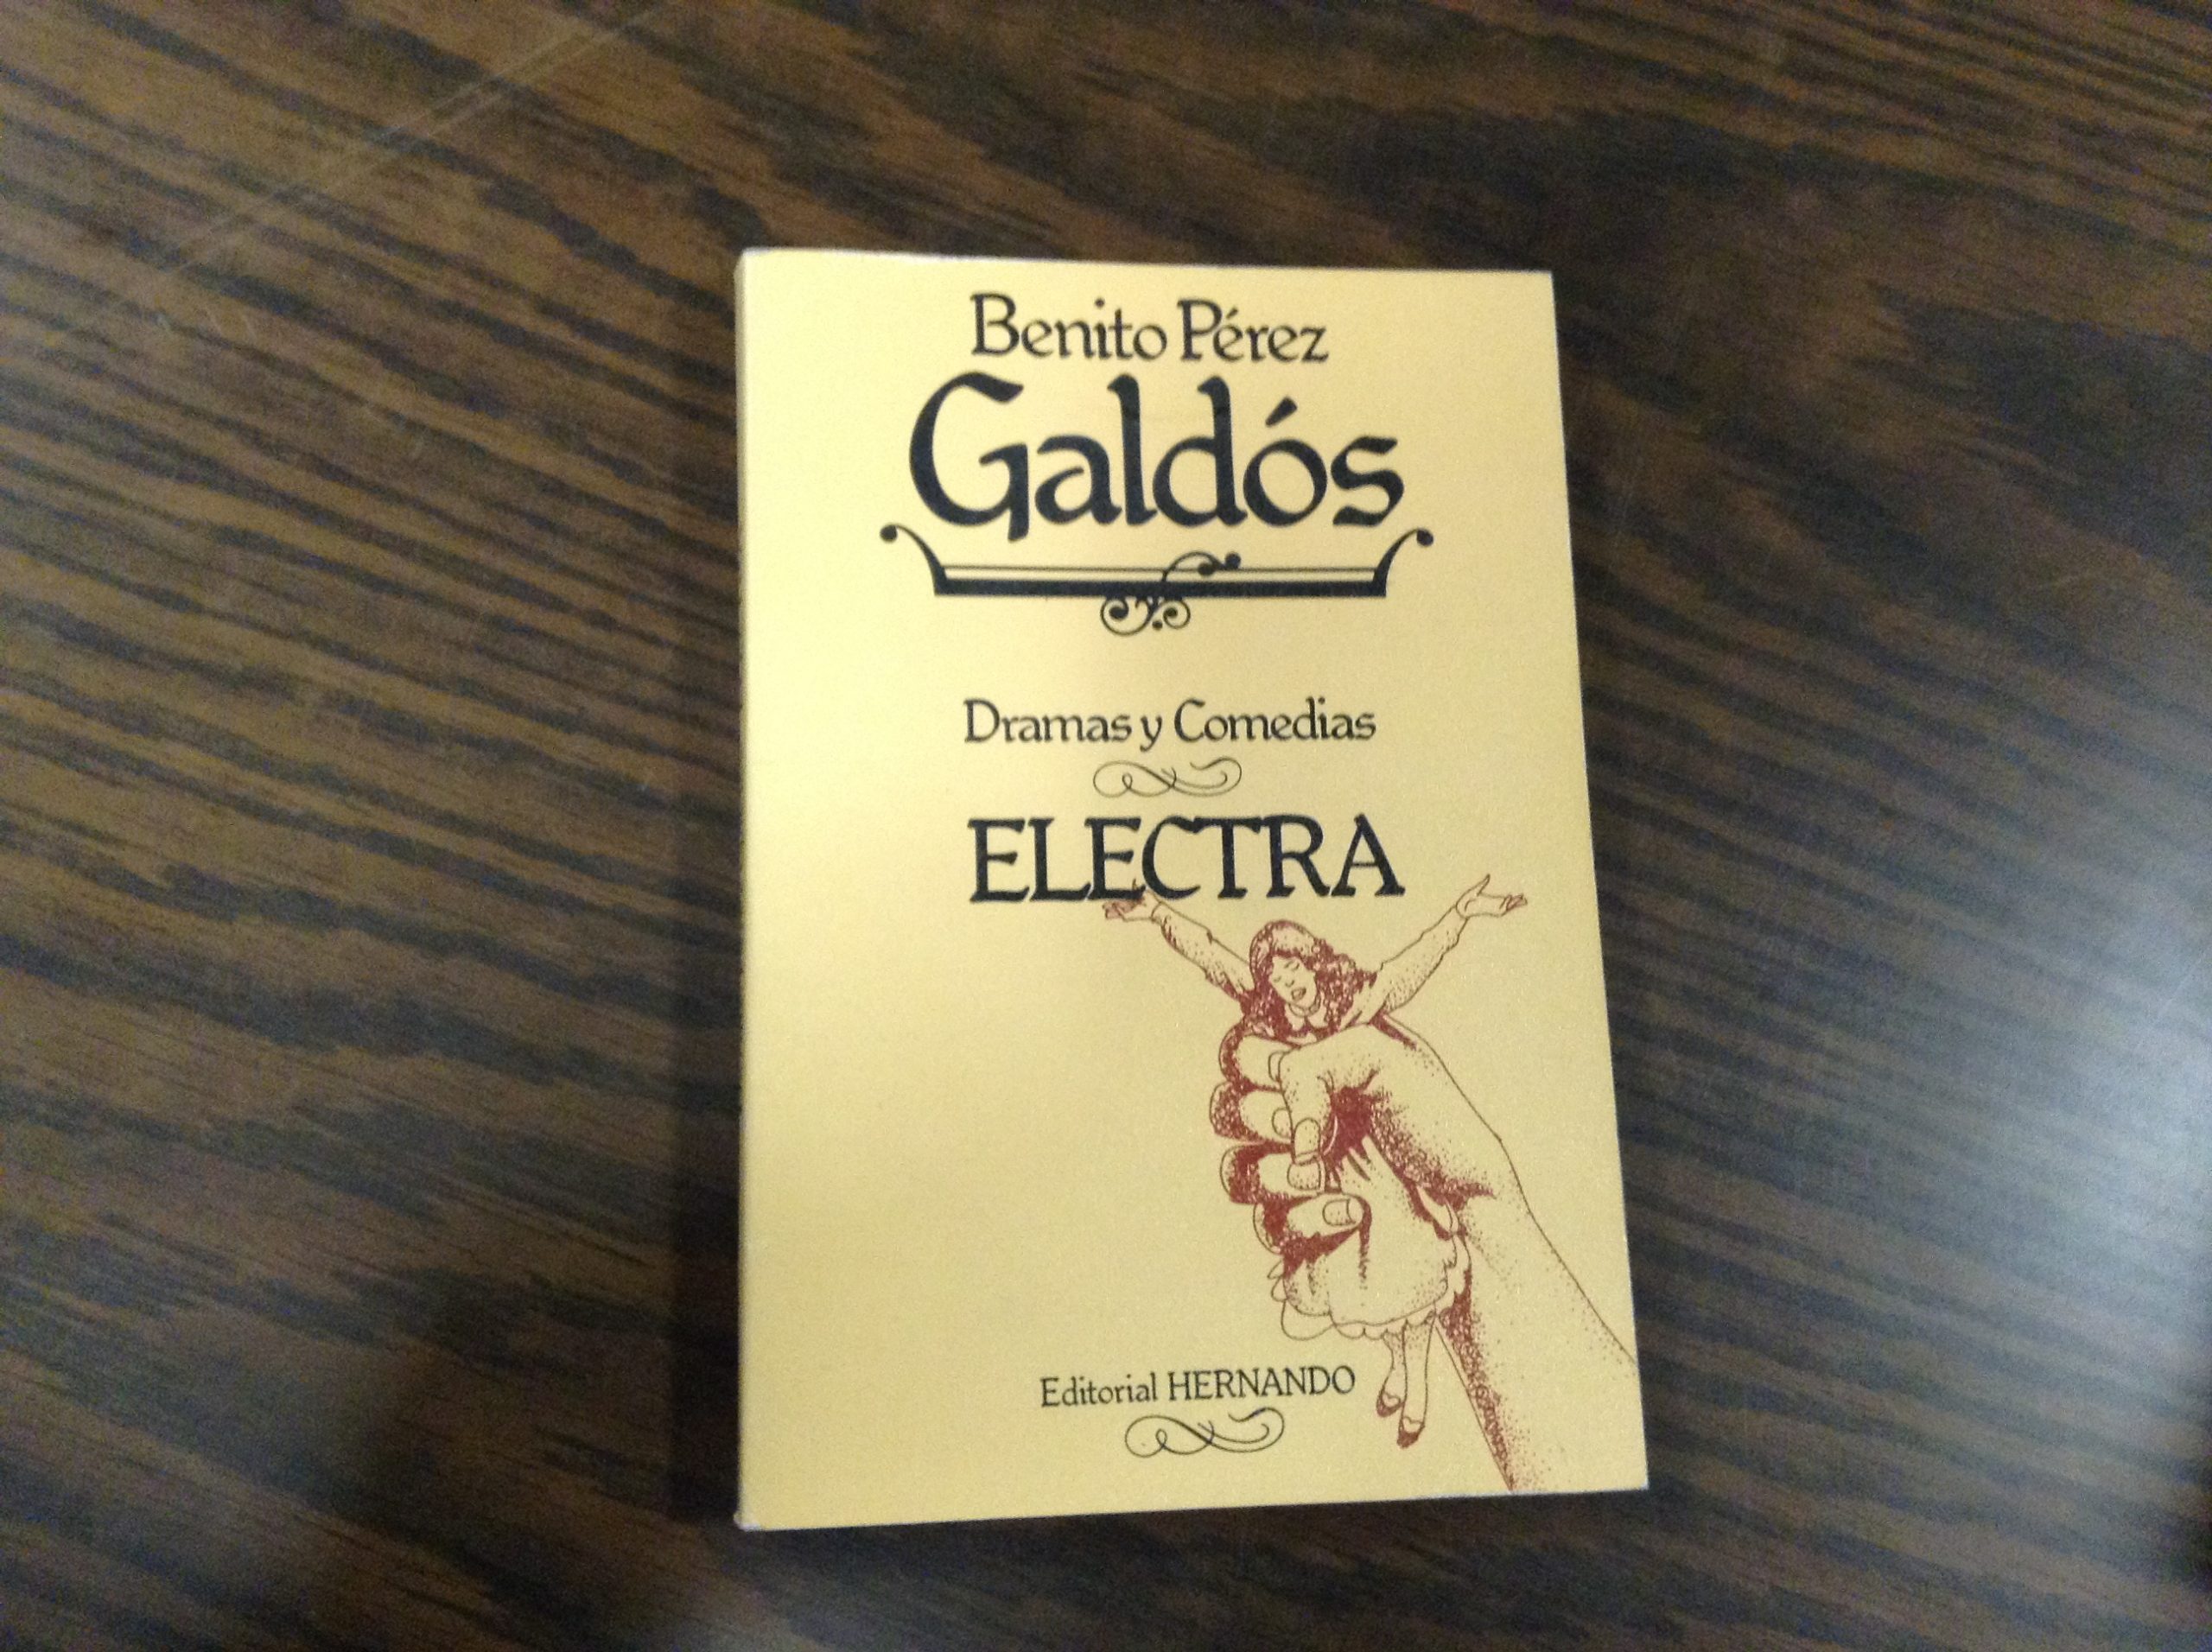 Benito Pérez
Galdós
Dramas y Comedias
ELECTRA
Editorial HERNANDO